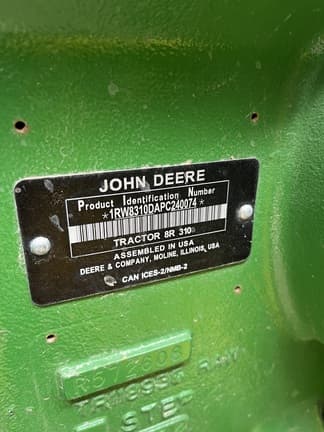 JOHN DEERE
Product Identification Number
*1RW8310DAPC240074*
TRACTOR 8R 310
ASSEMBLED IN USA
DEERE & COMPANY, MOLINE, ILLINOIS, USA
CAN ICES-2/NMB-2
STEP